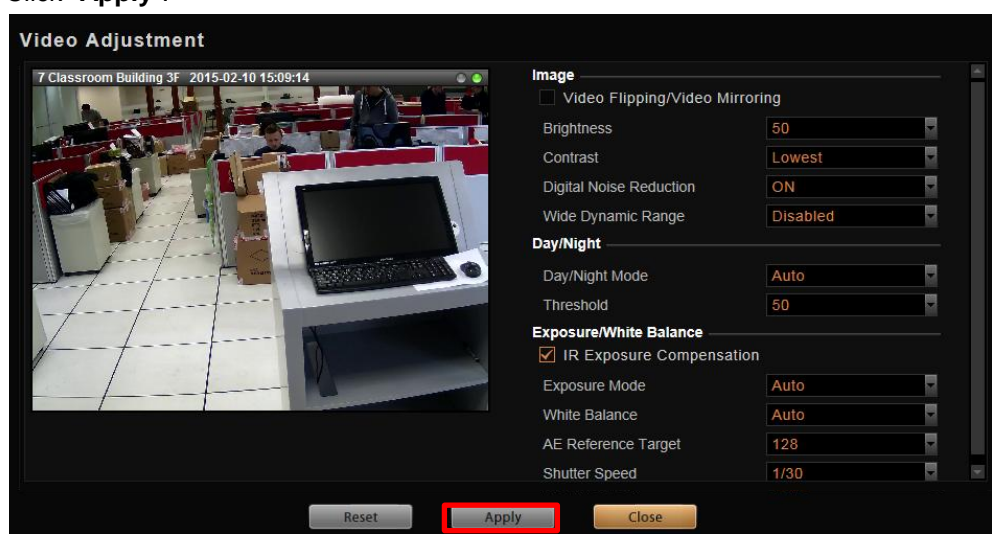 Click "Apply".
Video Adjustment
7 Classroom Building 3F 2015-02-10 15:09:14
Image
Video Flipping/Video Mirroring
Brightness 50
Contrast Lowest
Digital Noise Reduction ON
Wide Dynamic Range Disabled
Day/Night
Day/Night Mode Auto
Threshold 50
Exposure/White Balance
IR Exposure Compensation
Exposure Mode Auto
White Balance Auto
AE Reference Target 128
Shutter Speed 1/30
Reset Apply Close